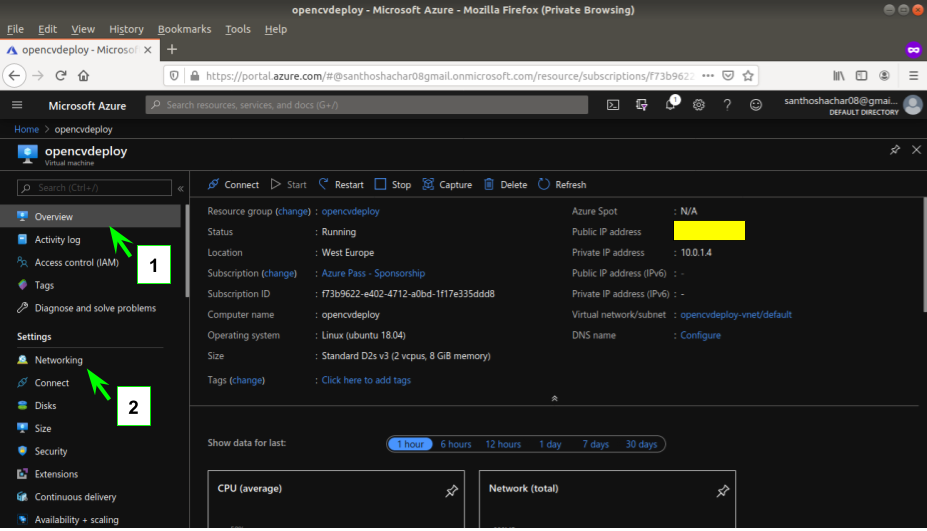 opencvdeploy - Microsoft Azure - Mozilla Firefox (Private Browsing)
File Edit View History Bookmarks Tools Help
opencvdeploy - Microsof
https://portal.azure.com/#@santhoshachar08gmail.onmicrosoft.com/resource/subscriptions/f73b9622
Microsoft Azure
Search resources, services, and docs (G+/)
1
santhoshachar08@gmai...
DEFAULT DIRECTORY
Home > opencvdeploy
opencvdeploy
Virtual machine
Search (Ctrl+/)
«
Connect Start Restart Stop Capture Delete Refresh
Overview
Activity log
Access control (IAM)
Tags
Diagnose and solve problems
Settings
Networking
Connect
Disks
Size
Security
Extensions
Continuous delivery
Availability + scaling
1
2
Resource group (change) : opencvdeploy
Status : Running
Location : West Europe
Subscription (change) : Azure Pass - Sponsorship
Subscription ID : f73b9622-e402-4712-a0bd-1f17e335ddd8
Computer name : opencvdeploy
Operating system : Linux (ubuntu 18.04)
Size : Standard D2s v3 (2 vcpus, 8 GiB memory)
Tags (change) : Click here to add tags
Azure Spot : N/A
Public IP address
Private IP address : 10.0.1.4
Public IP address (IPv6) : -
Private IP address (IPv6) : -
Virtual network/subnet : opencvdeploy-vnet/default
DNS name : Configure
Show data for last:
1 hour 6 hours 12 hours 1 day 7 days 30 days
CPU (average)
Network (total)